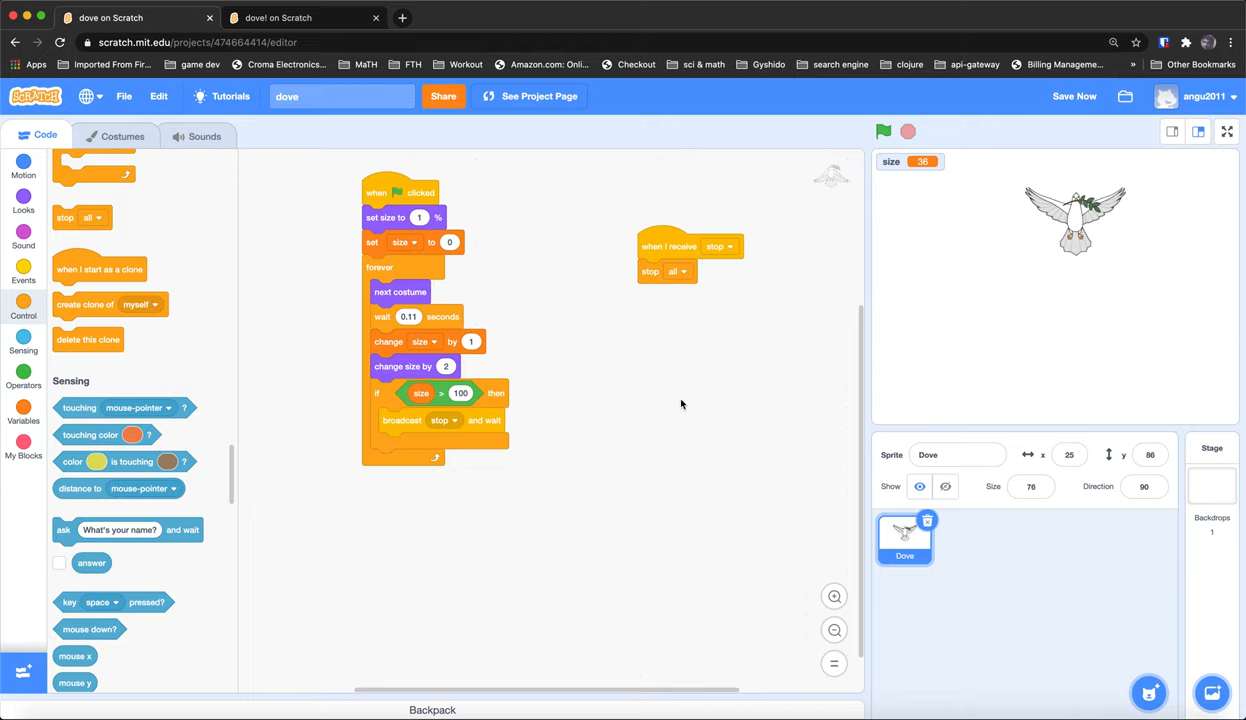 dove on Scratch
dove! on Scratch
scratch.mit.edu/projects/474664414/editor
Apps
Imported From Fir...
game dev
Croma Electronics...
MaTH
FTH
Workout
Amazon.com: Onli...
Checkout
sci & math
Gyshido
search engine
clojure
api-gateway
Billing Manageme...
»
Other Bookmarks
SCRATCH
File
Edit
Tutorials
dove
Share
See Project Page
Save Now
angu2011
Code
Costumes
Sounds
Motion
Looks
Sound
Events
Control
Sensing
Operators
Variables
My Blocks
stop all
when I start as a clone
create clone of myself
delete this clone
Sensing
touching mouse-pointer ?
touching color ?
color is touching ?
distance to mouse-pointer
ask What's your name? and wait
answer
key space pressed?
mouse down?
mouse x
mouse y
when clicked
set size to 1 %
set size to 0
forever
next costume
wait 0.11 seconds
change size by 1
change size by 2
if size > 100 then
broadcast stop and wait
when I receive stop
stop all
size 36
Sprite Dove x 25 y 86
Show Size 76 Direction 90
Dove
Stage
Backdrops
1
Backpack